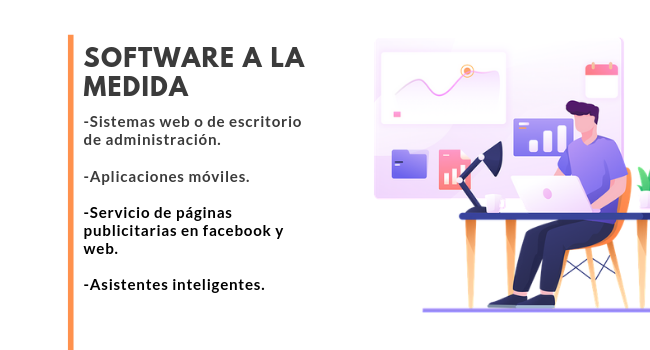 SOFTWARE A LA
MEDIDA
-Sistemas web o de escritorio
de administración.
-Aplicaciones móviles.
-Servicio de páginas
publicitarias en facebook y
web.
-Asistentes inteligentes.